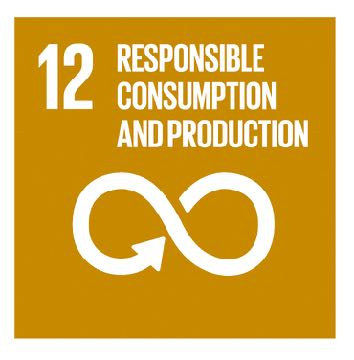 12 RESPONSIBLE
CONSUMPTION
AND PRODUCTION